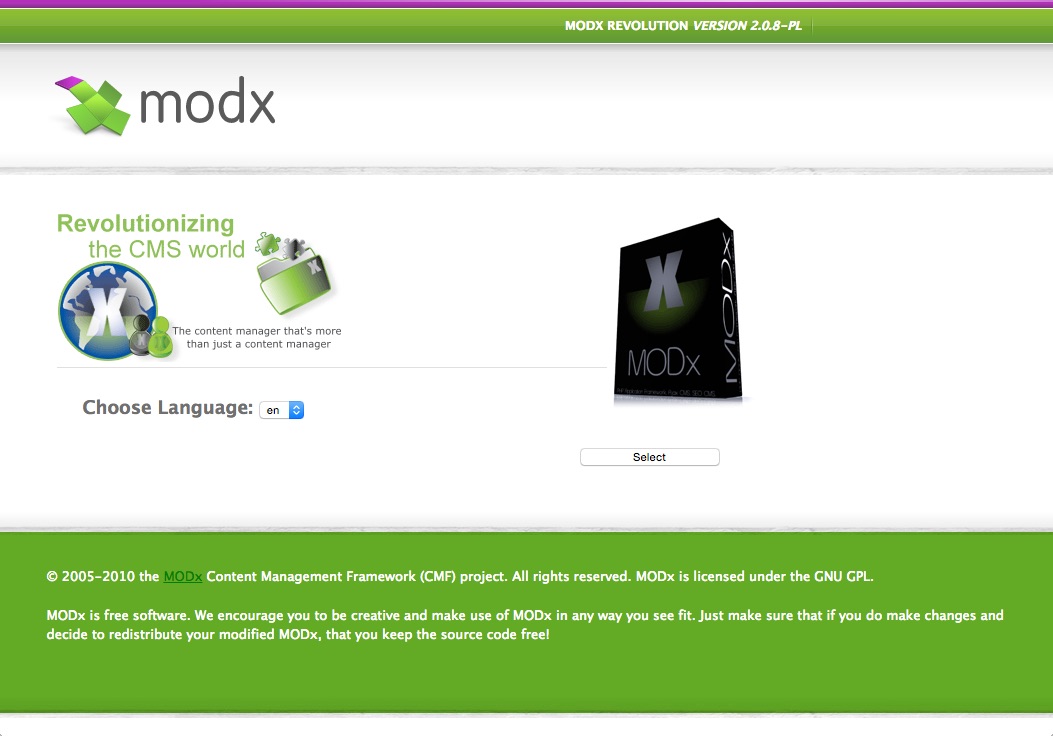 MODX REVOLUTION VERSION 2.0.8-PL
modx
Revolutionizing
the CMS world
The content manager that's more
than just a content manager
X
MODx
MODx
Choose Language: en
Select
© 2005-2010 the MODx Content Management Framework (CMF) project. All rights reserved. MODx is licensed under the GNU GPL.
MODx is free software. We encourage you to be creative and make use of MODx in any way you see fit. Just make sure that if you do make changes and
decide to redistribute your modified MODx, that you keep the source code free!